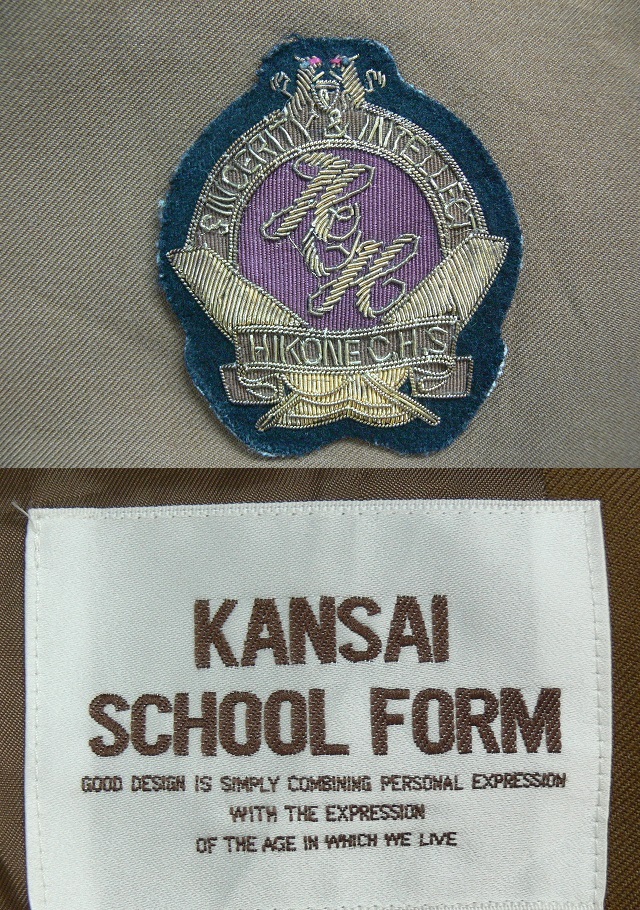 SINCERITY & INTELLECT
HIKONE C.H.S
KANSAI
SCHOOL FORM
GOOD DESIGN IS SIMPLY COMBINING PERSONAL EXPRESSION
WITH THE EXPRESSION
OF THE AGE IN WHICH WE LIVE